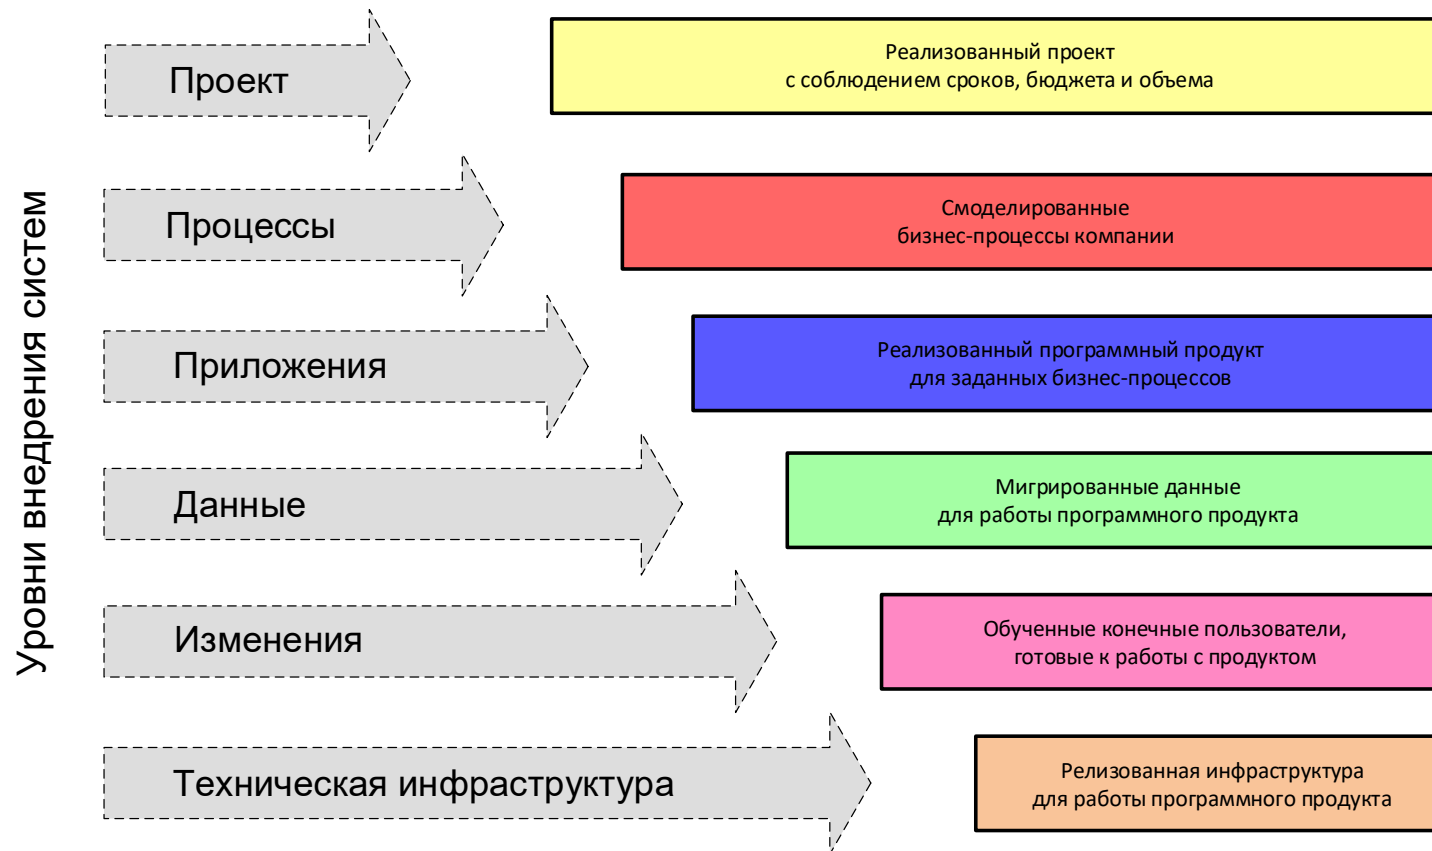 Уровни внедрения систем
Проект
Реализованный проект
с соблюдением сроков, бюджета и объема
Процессы
Смоделированные
бизнес-процессы компании
Приложения
Реализованный программный продукт
для заданных бизнес-процессов
Данные
Мигрированные данные
для работы программного продукта
Изменения
Обученные конечные пользователи,
готовые к работы с продуктом
Техническая инфраструктура
Релизованная инфраструктура
для работы программного продукта